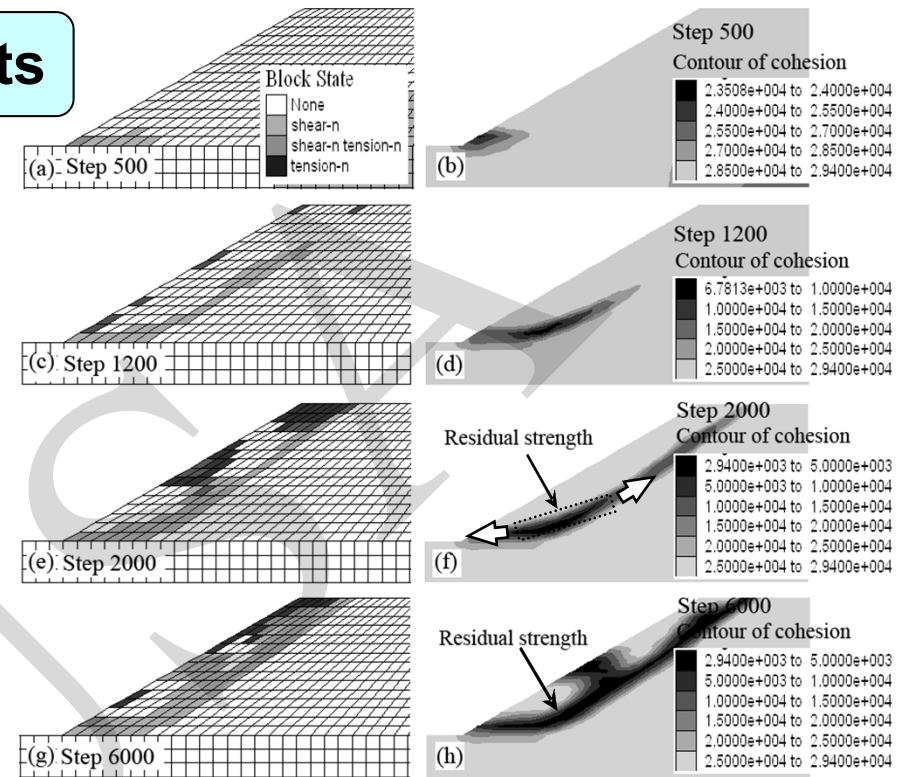 ts
Block State
None
shear-n
shear-n tension-n
tension-n
(a) Step 500
Step 500
Contour of cohesion
2.3508e+004 to 2.4000e+004
2.4000e+004 to 2.5500e+004
2.5500e+004 to 2.7000e+004
2.7000e+004 to 2.8500e+004
2.8500e+004 to 2.9400e+004
(b)
(c) Step 1200
Step 1200
Contour of cohesion
6.7813e+003 to 1.0000e+004
1.0000e+004 to 1.5000e+004
1.5000e+004 to 2.0000e+004
2.0000e+004 to 2.5000e+004
2.5000e+004 to 2.9400e+004
(d)
(e) Step 2000
Step 2000
Contour of cohesion
2.9400e+003 to 5.0000e+003
5.0000e+003 to 1.0000e+004
1.0000e+004 to 1.5000e+004
1.5000e+004 to 2.0000e+004
2.0000e+004 to 2.5000e+004
2.5000e+004 to 2.9400e+004
Residual strength
(f)
(g) Step 6000
Step 6000
Contour of cohesion
2.9400e+003 to 5.0000e+003
5.0000e+003 to 1.0000e+004
1.0000e+004 to 1.5000e+004
1.5000e+004 to 2.0000e+004
2.0000e+004 to 2.5000e+004
2.5000e+004 to 2.9400e+004
Residual strength
(h)